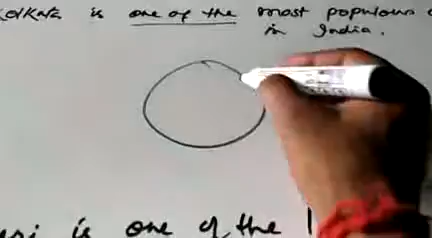 Kolkata is one of the most populous
in India.
is one of the